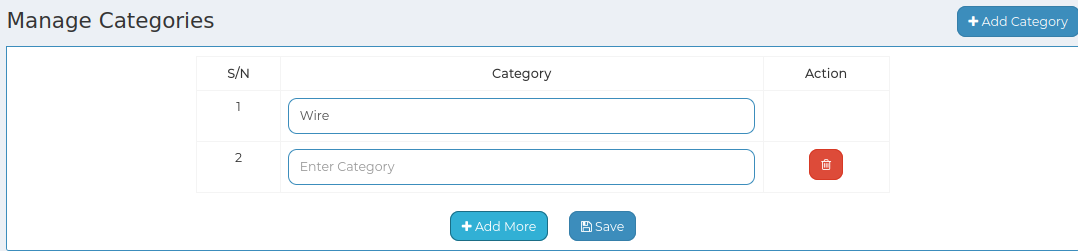 Manage Categories
Add Category
S/N Category Action
1 Wire
2 Enter Category
Add More Save